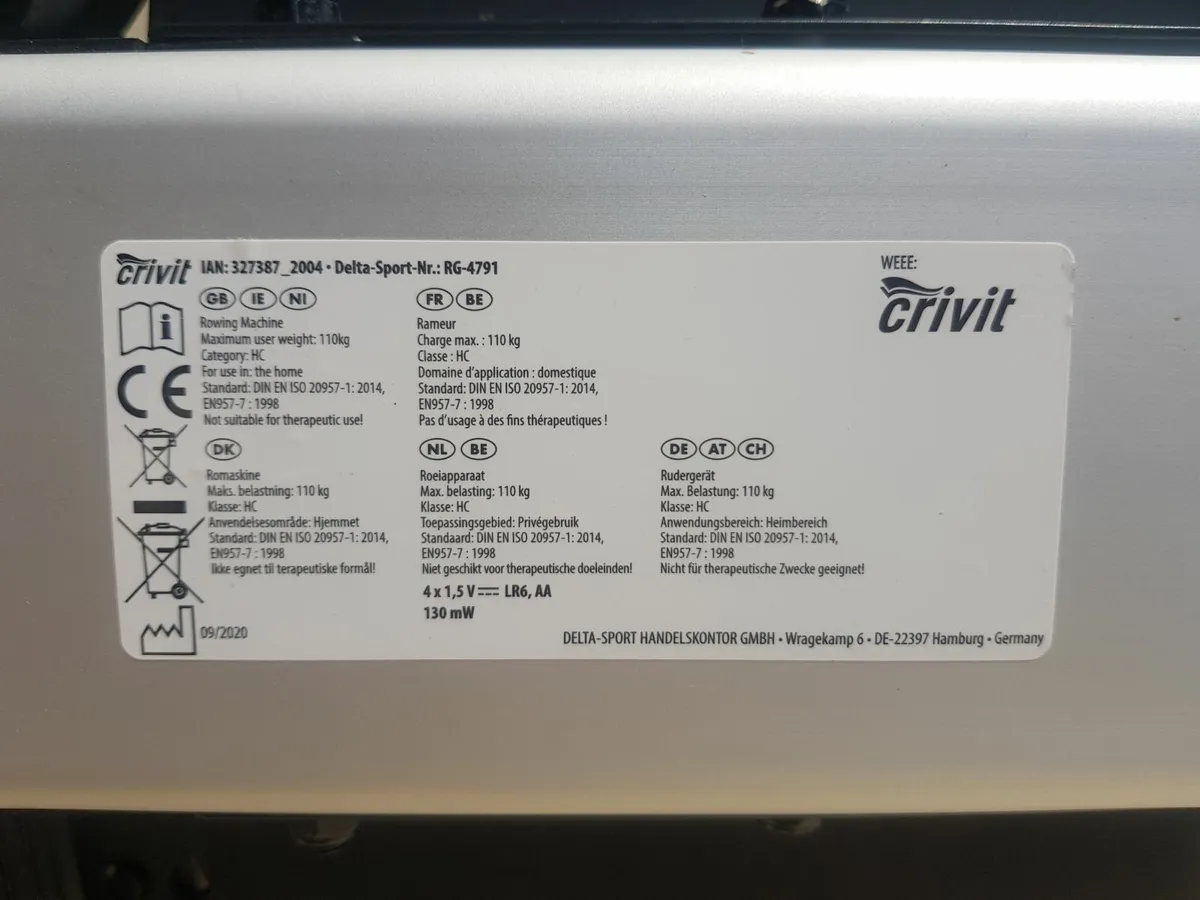 crivit IAN: 327387_2004 • Delta-Sport-Nr.: RG-4791
GB IE NI
Rowing Machine
Maximum user weight: 110kg
Category: HC
For use in: the home
Standard: DIN EN ISO 20957-1: 2014,
EN957-7 : 1998
Not suitable for therapeutic use!
FR BE
Rameur
Charge max. : 110 kg
Classe : HC
Domaine d'application : domestique
Standard: DIN EN ISO 20957-1: 2014,
EN957-7 : 1998
Pas d'usage à des fins thérapeutiques !
WEEE:
crivit
CE
DK
Romaskine
Maks. belastning: 110 kg
Klasse: HC
Anvendelsesområde: Hjemmet
Standard: DIN EN ISO 20957-1: 2014,
EN957-7 : 1998
Ikke egnet til terapeutiske formål!
NL BE
Roeiapparaat
Max. belasting: 110 kg
Klasse: HC
Toepassingsgebied: Privégebruik
Standaard: DIN EN ISO 20957-1: 2014,
EN957-7 : 1998
Niet geschikt voor therapeutische doeleinden!
DE AT CH
Rudergerät
Max. Belastung: 110 kg
Klasse: HC
Anwendungsbereich: Heimbereich
Standard: DIN EN ISO 20957-1: 2014,
EN957-7 : 1998
Nicht für therapeutische Zwecke geeignet!
4 x 1,5 V LR6, AA
130 mW
09/2020
DELTA-SPORT HANDELSKONTOR GMBH • Wragekamp 6 • DE-22397 Hamburg • Germany